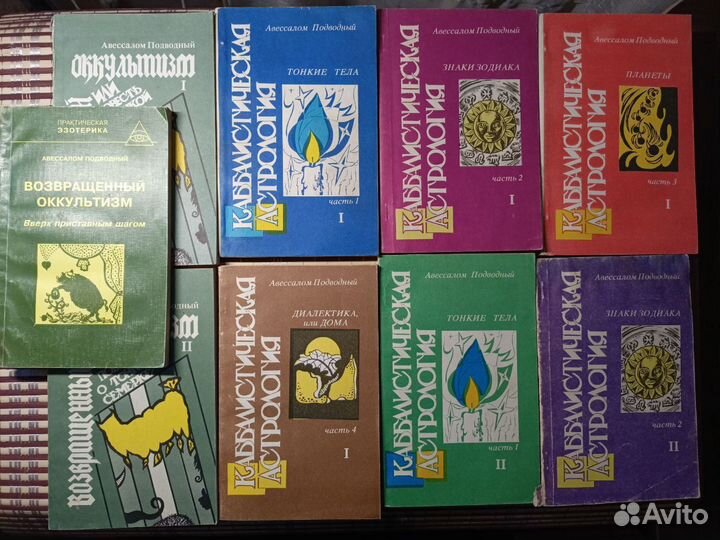 Авессалом Подводный
ОККУЛЬТИЗМ
I
ИЛИ
ПРАКТИЧЕСКАЯ
ЭЗОТЕРИКА
АВЕССАЛОМ ПОДВОДНЫЙ
ВОЗВРАЩЕННЫЙ
ОККУЛЬТИЗМ
Вверх приставным шагом
II
ВОЗВРАЩЕННЫ
Авессалом Подводный
КАББАЛИСТИЧЕСКАЯ
АСТРОЛОГИЯ
ТОНКИЕ ТЕЛА
часть 1
I
Авессалом Подводный
КАББАЛИСТИЧЕСКАЯ
АСТРОЛОГИЯ
ЗНАКИ ЗОДИАКА
часть 2
I
Авессалом Подводный
КАББАЛИСТИЧЕСКАЯ
АСТРОЛОГИЯ
ПЛАНЕТЫ
часть 3
I
Авессалом Подводный
КАББАЛИСТИЧЕСКАЯ
АСТРОЛОГИЯ
ДИАЛЕКТИКА,
или ДОМА
часть 4
I
Авессалом Подводный
КАББАЛИСТИЧЕСКАЯ
АСТРОЛОГИЯ
ТОНКИЕ ТЕЛА
часть 1
II
Авессалом Подводный
КАББАЛИСТИЧЕСКАЯ
АСТРОЛОГИЯ
ЗНАКИ ЗОДИАКА
часть 2
II
Avito